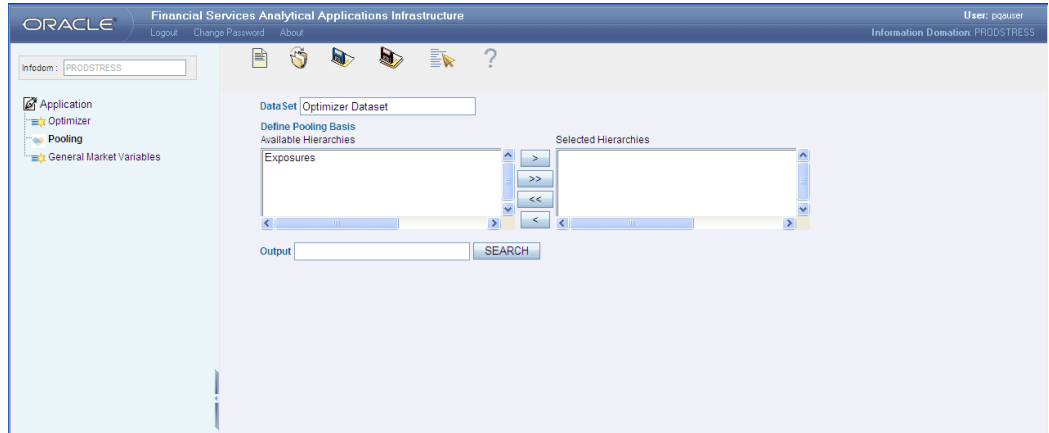 ORACLE
Financial Services Analytical Applications Infrastructure
User: pqauser
Logout Change Password About
Information Domation: PRODSTRESS
Infodom : PRODSTRESS
?
Application
Optimizer
Pooling
General Market Variables
DataSet Optimizer Dataset
Define Pooling Basis
Available Hierarchies
Selected Hierarchies
Exposures
>
>>
<<
<
Output
SEARCH